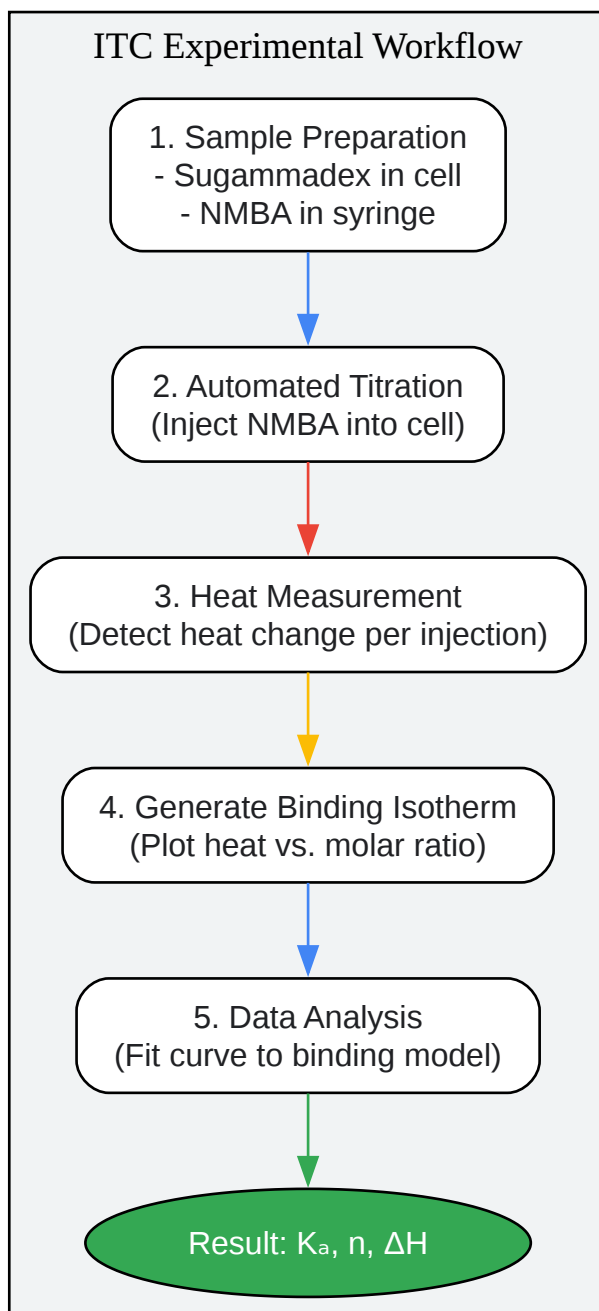 ITC Experimental Workflow
1. Sample Preparation
- Sugammadex in cell
- NMBA in syringe
2. Automated Titration
(Inject NMBA into cell)
3. Heat Measurement
(Detect heat change per injection)
4. Generate Binding Isotherm
(Plot heat vs. molar ratio)
5. Data Analysis
(Fit curve to binding model)
Result: Kₐ, n, ΔH